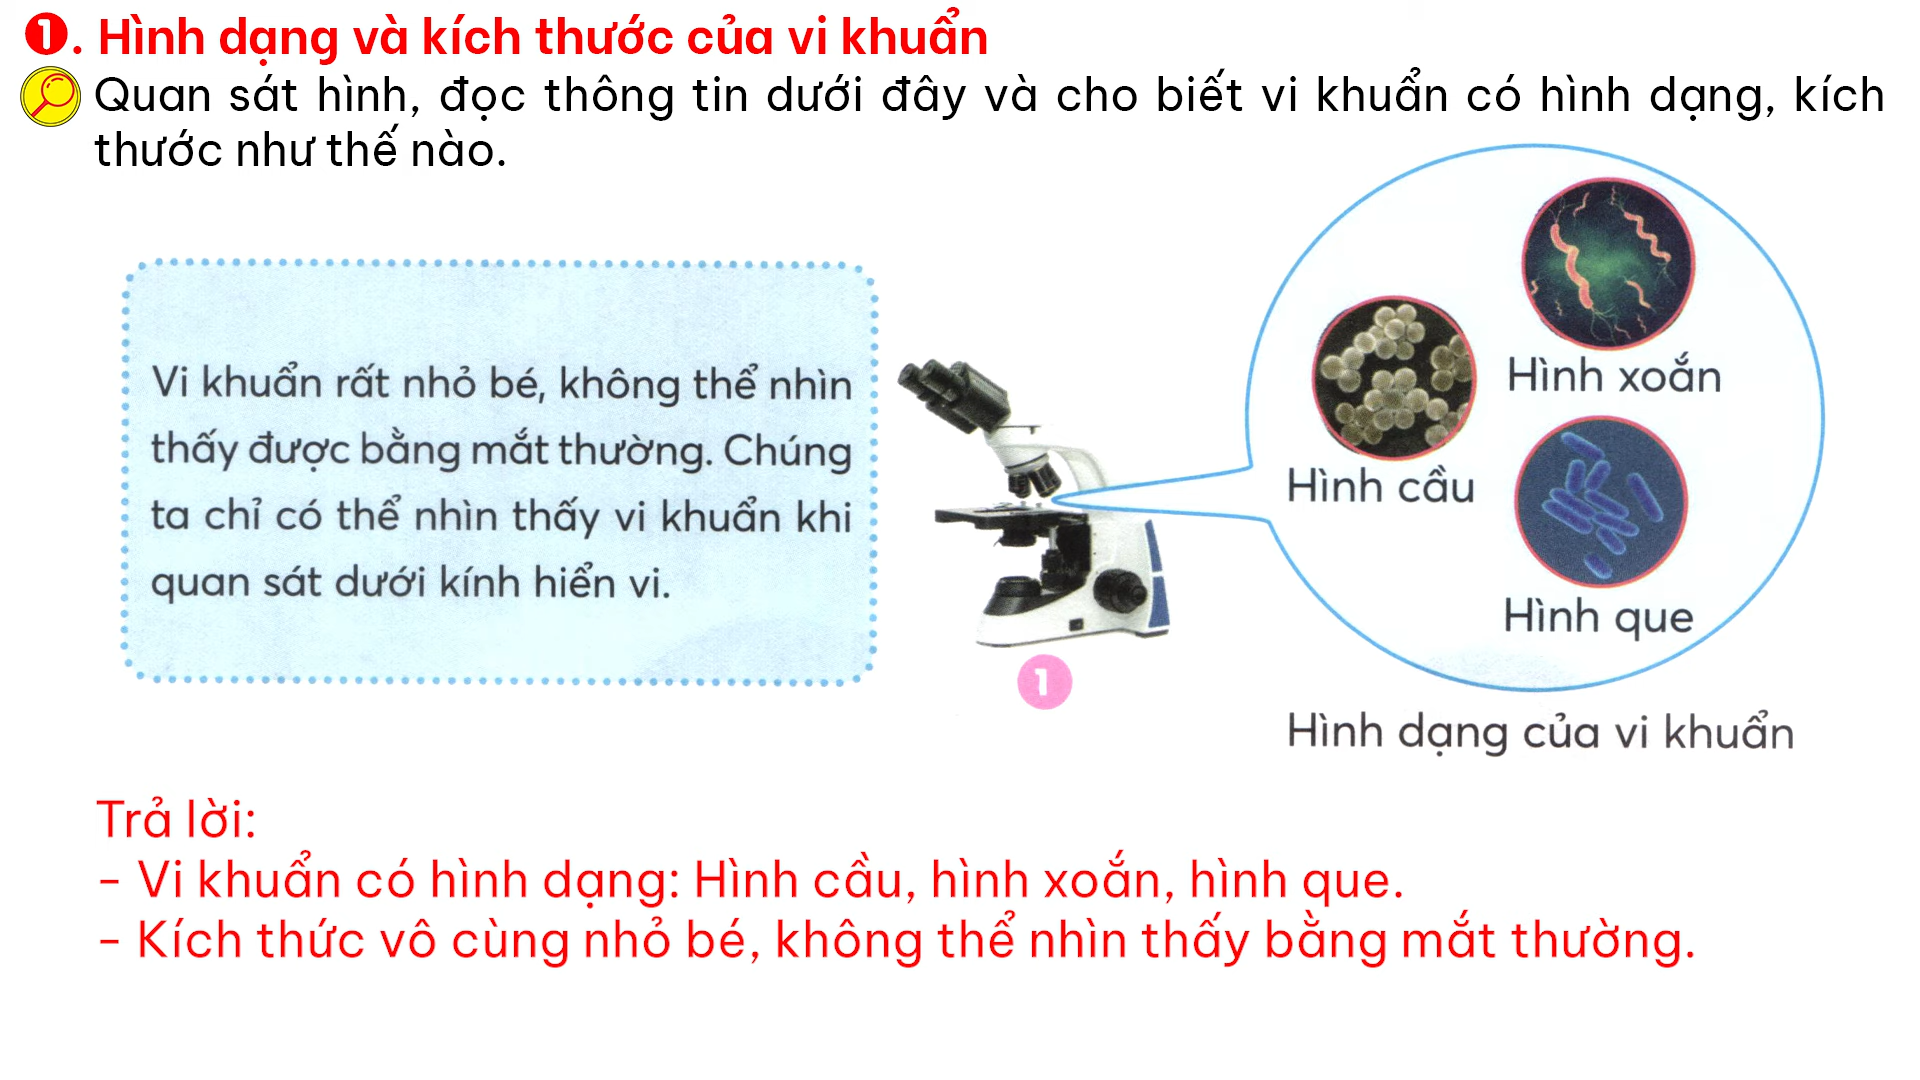 1. Hình dạng và kích thước của vi khuẩn
Quan sát hình, đọc thông tin dưới đây và cho biết vi khuẩn có hình dạng, kích
thước như thế nào.
Vi khuẩn rất nhỏ bé, không thể nhìn
thấy được bằng mắt thường. Chúng
ta chỉ có thể nhìn thấy vi khuẩn khi
quan sát dưới kính hiển vi.
1
Hình xoắn
Hình cầu
Hình que
Hình dạng của vi khuẩn
Trả lời:
- Vi khuẩn có hình dạng: Hình cầu, hình xoắn, hình que.
- Kích thức vô cùng nhỏ bé, không thể nhìn thấy bằng mắt thường.